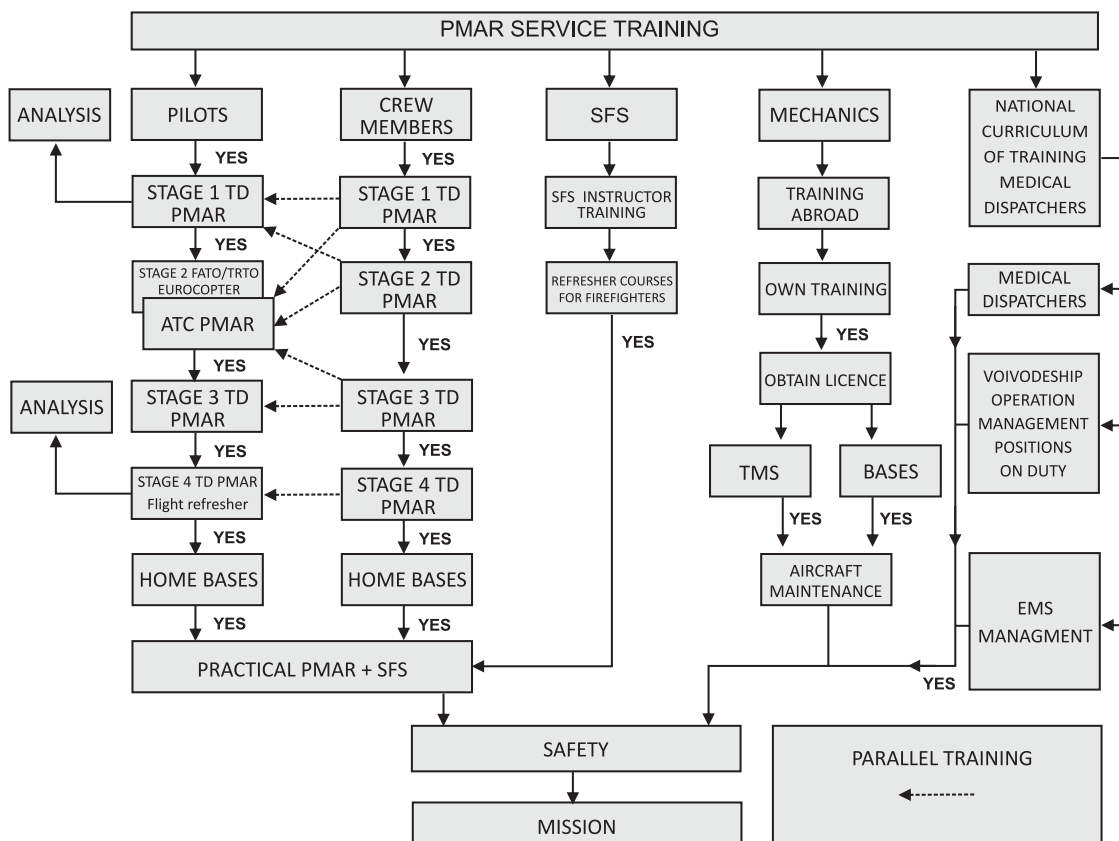 PMAR SERVICE TRAINING
ANALYSIS
PILOTS
CREW
MEMBERS
SFS
MECHANICS
NATIONAL
CURRICULUM
OF TRAINING
MEDICAL
DISPATCHERS
YES
YES
STAGE 1 TD
PMAR
STAGE 1 TD
PMAR
SFS INSTRUCTOR
TRAINING
TRAINING
ABROAD
YES
YES
STAGE 2 FATO/TRTO
EUROCOPTER
ATC PMAR
STAGE 2 TD
PMAR
REFRESHER COURSES
FOR FIREFIGHTERS
OWN TRAINING
MEDICAL
DISPATCHERS
YES
YES
YES
YES
ANALYSIS
STAGE 3 TD
PMAR
STAGE 3 TD
PMAR
OBTAIN LICENCE
VOIVODESHIP
OPERATION
MANAGEMENT
POSITIONS
ON DUTY
YES
YES
STAGE 4 TD PMAR
Flight refresher
STAGE 4 TD
PMAR
TMS
BASES
YES
YES
YES
YES
HOME BASES
HOME BASES
AIRCRAFT
MAINTENANCE
EMS
MANAGMENT
YES
YES
PRACTICAL PMAR + SFS
YES
SAFETY
MISSION
PARALLEL TRAINING